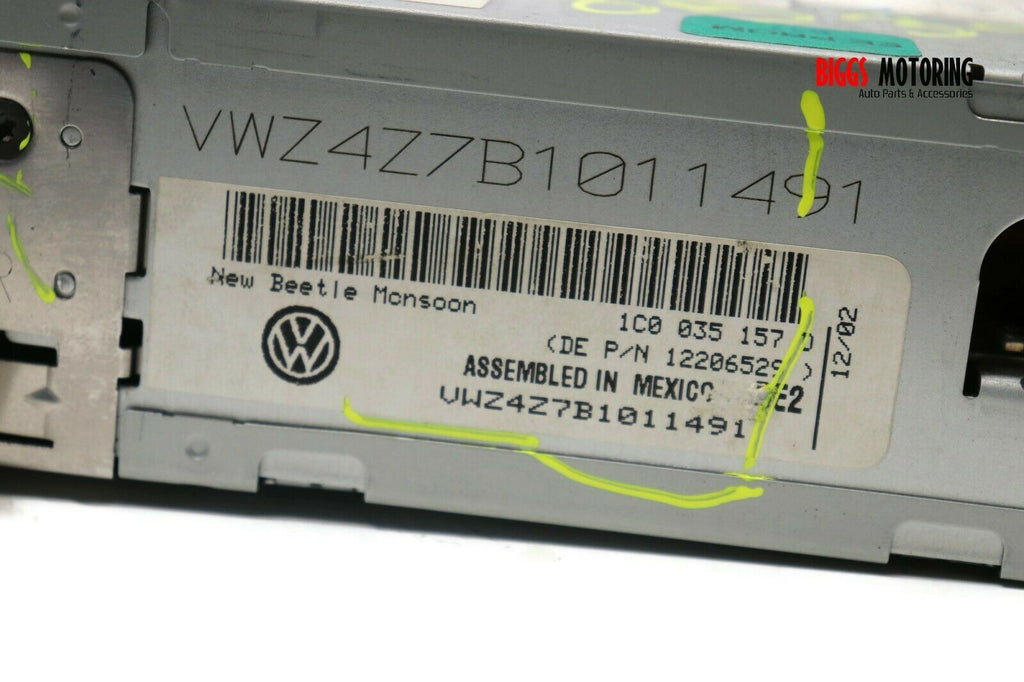 BIGGS MOTORING
Auto Parts & Accessories
VWZ4Z7B1011491
New Beetle Monsoon
1C0 035 157
(DE P/N 1220652 )
ASSEMBLED IN MEXICO
VWZ4Z7B1011491
12/02